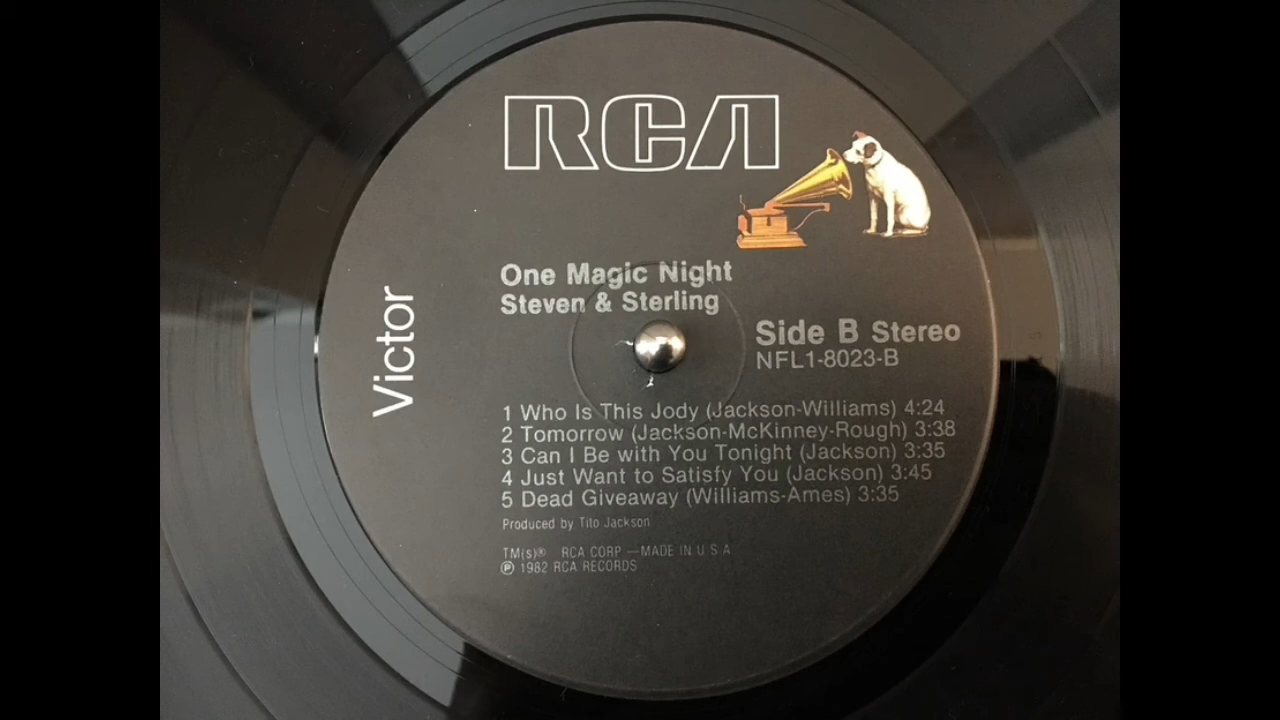 RCA
Victor
One Magic Night
Steven & Sterling
Side B Stereo
NFL1-8023-B
1 Who Is This Jody (Jackson-Williams) 4:24
2 Tomorrow (Jackson-McKinney-Rough) 3:38
3 Can I Be with You Tonight (Jackson) 3:35
4 Just Want to Satisfy You (Jackson) 3:45
5 Dead Giveaway (Williams-Ames) 3:35
Produced by Tito Jackson
TM(s)® RCA CORP —MADE IN U S A
℗ 1982 RCA RECORDS